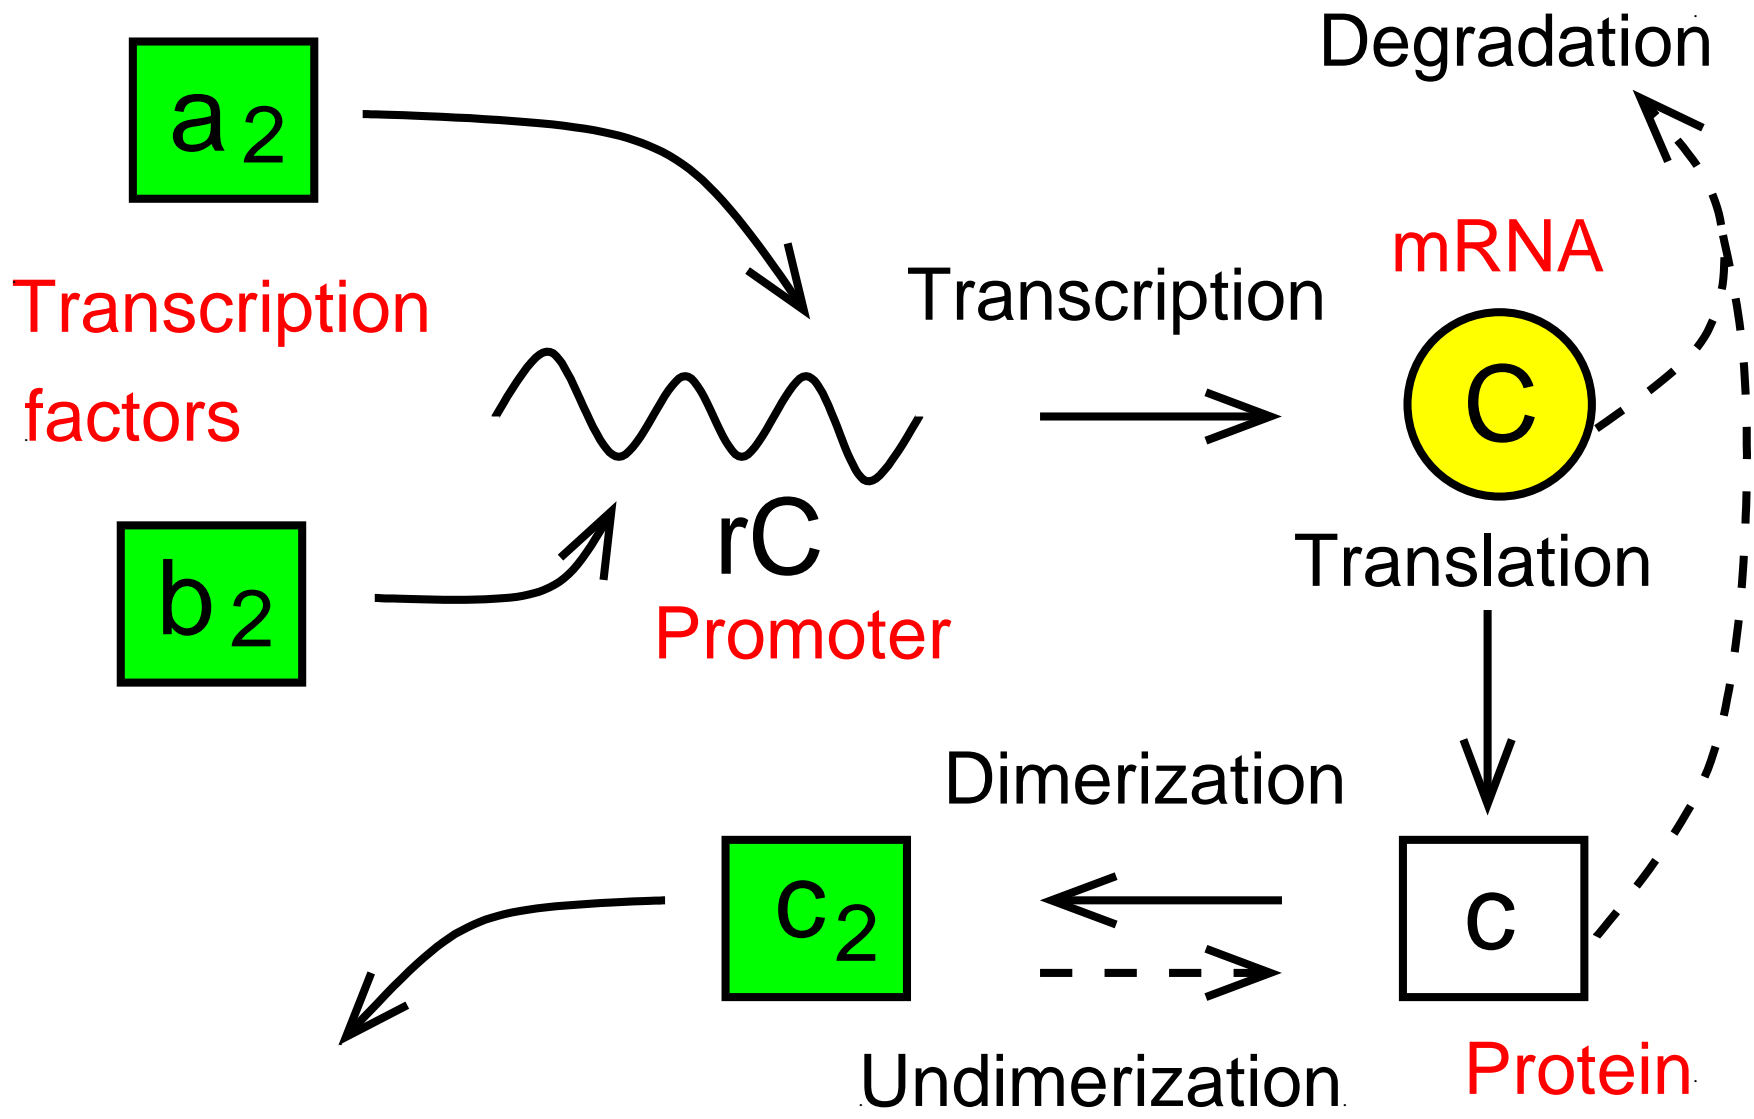 Degradation
a2
mRNA
Transcription
Transcription
factors
C
rC
Translation
b2
Promoter
Dimerization
c2
c
Undimerization
Protein